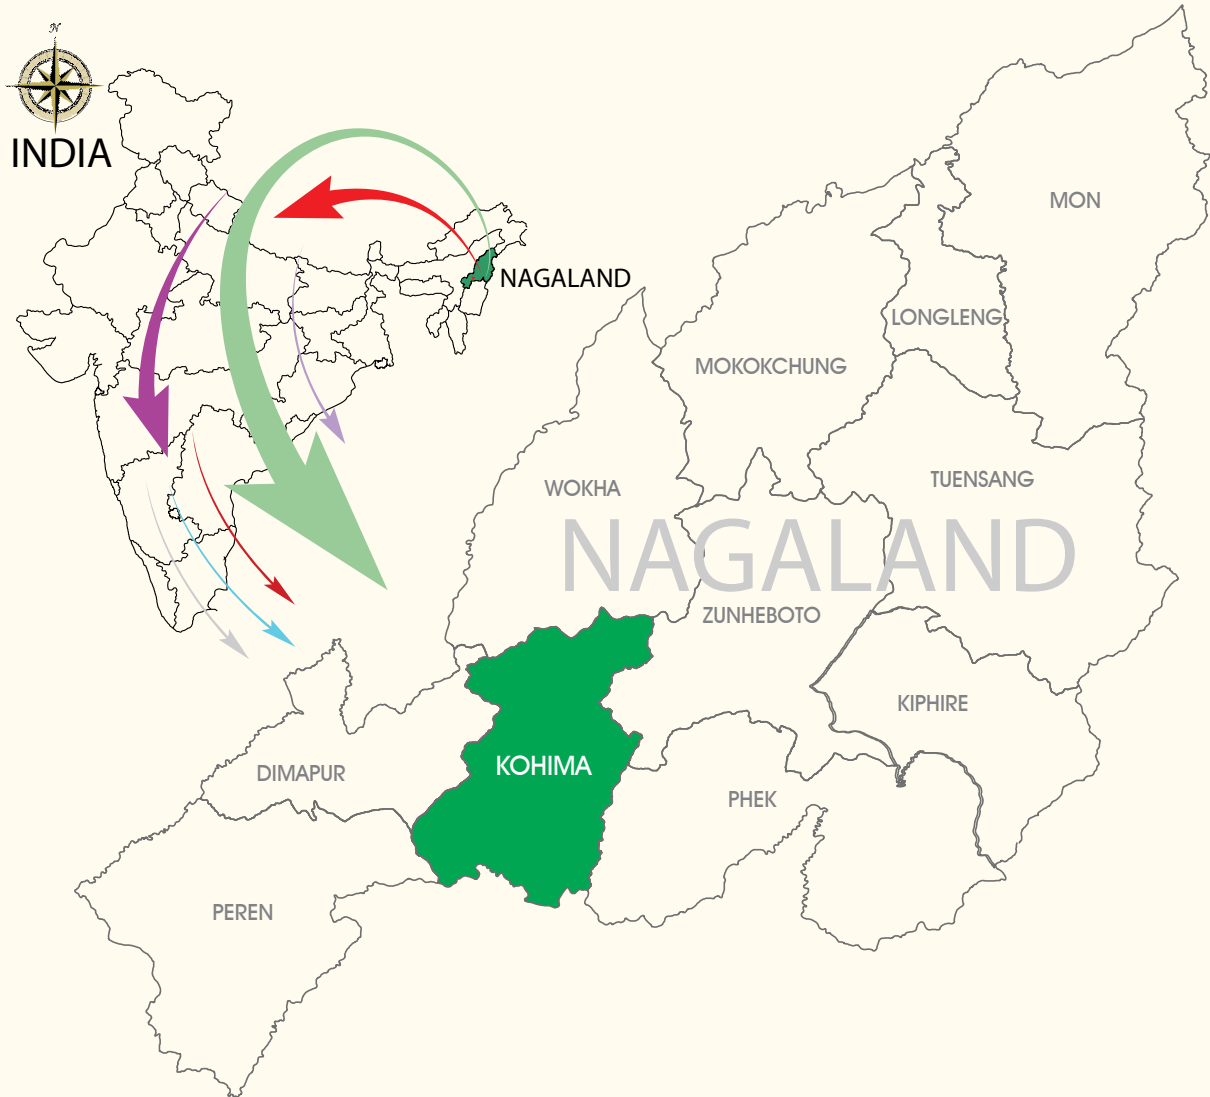 N
INDIA
NAGALAND
MON
LONGLENG
MOKOKCHUNG
TUENSANG
WOKHA
NAGALAND
ZUNHEBOTO
KIPHIRE
KOHIMA
DIMAPUR
PHEK
PEREN